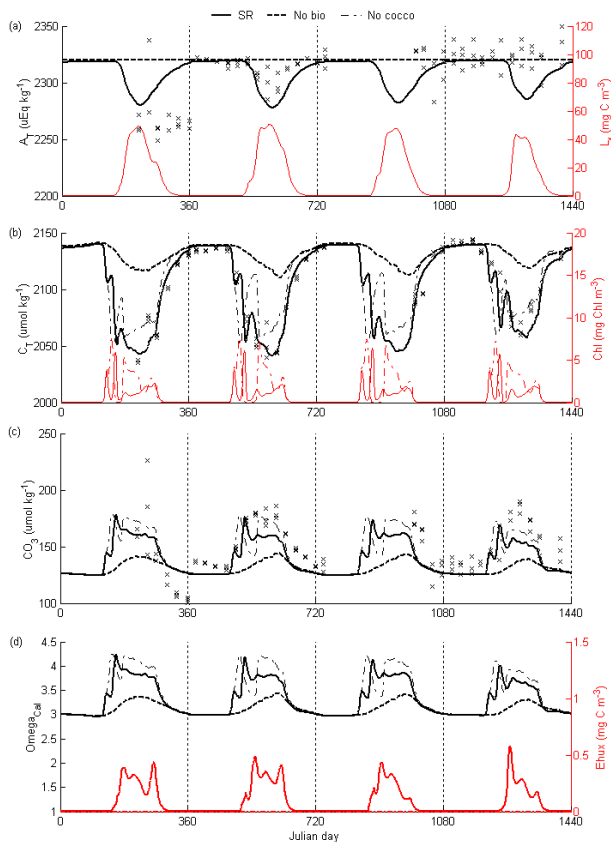 SR No bio No cocco
(a)
2350
2300
2250
2200
A_T (uEq kg⁻¹)
120
100
80
60
40
20
0
L_* (mg C m⁻³)
0 360 720 1080 1440
(b)
2150
2100
2050
2000
C_T (umol kg⁻¹)
20
15
10
5
0
Chl (mg Chl m⁻³)
0 360 720 1080 1440
(c)
250
200
150
100
CO₃ (umol kg⁻¹)
0 360 720 1080 1440
(d)
4.5
4
3.5
3
2.5
2
1.5
1
Omega_Cal
1.5
1
0.5
0
Ehux (mg C m⁻³)
0 360 720 1080 1440
Julian day